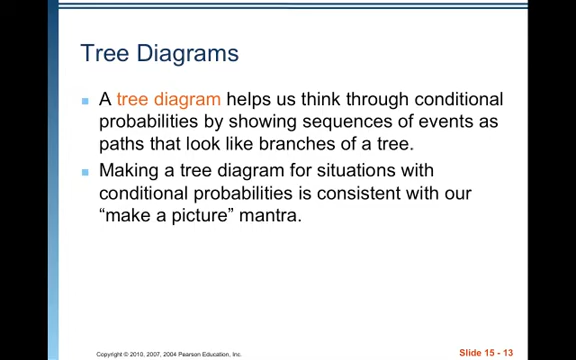 Tree Diagrams
A tree diagram helps us think through conditional
probabilities by showing sequences of events as
paths that look like branches of a tree.
Making a tree diagram for situations with
conditional probabilities is consistent with our
“make a picture” mantra.
Copyright © 2010, 2007, 2004 Pearson Education, Inc.
Slide 15 - 13